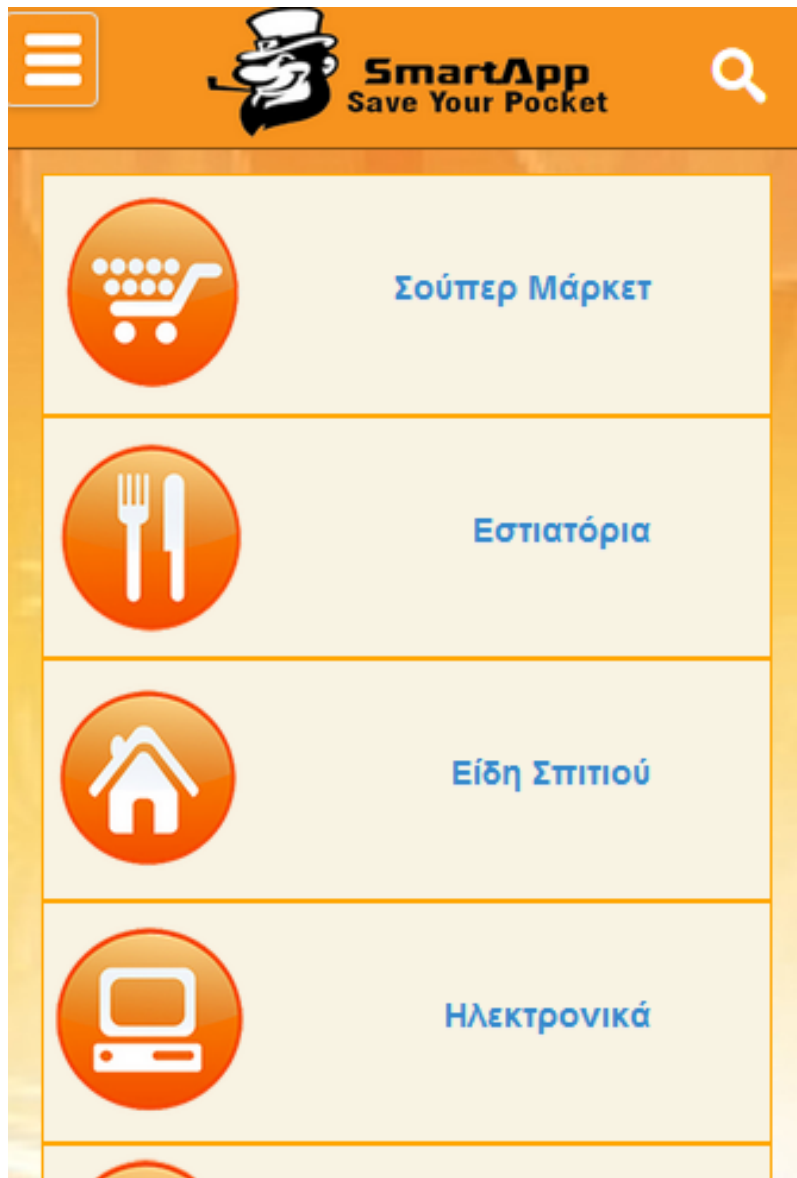 SmartApp
Save Your Pocket
Σούπερ Μάρκετ
Εστιατόρια
Είδη Σπιτιού
Ηλεκτρονικά